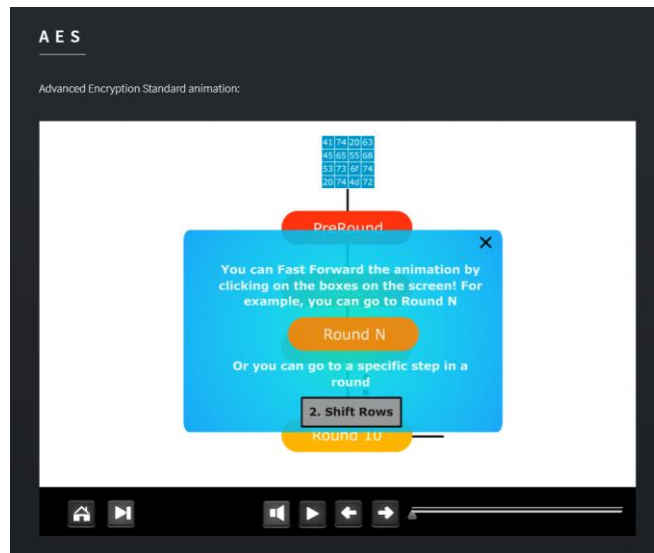 AES
Advanced Encryption Standard animation:
41 74 20 63
45 65 55 68
53 73 6f 74
20 74 4d 72
PreRound
You can Fast Forward the animation by
clicking on the boxes on the screen! For
example, you can go to Round N
Round N
Or you can go to a specific step in a
round
2. Shift Rows
Round 10